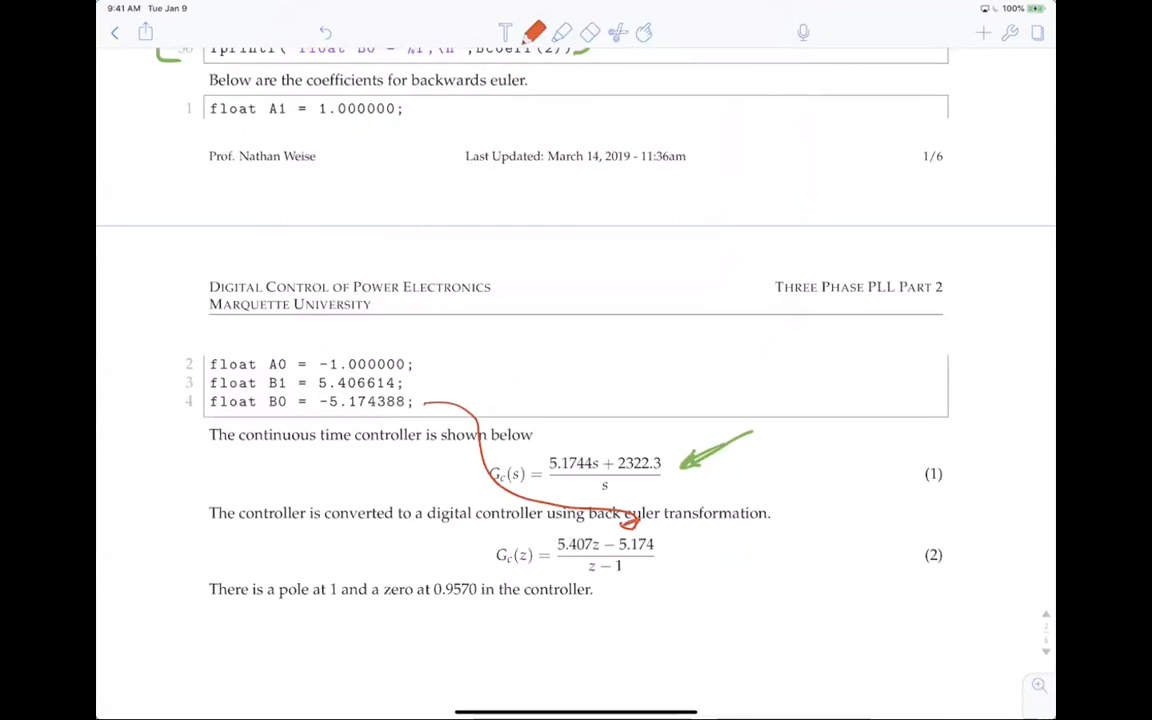 9:41 AM Tue Jan 9
100%
Below are the coefficients for backwards euler.
1 float A1 = 1.000000;
Prof. Nathan Weise Last Updated: March 14, 2019 - 11:36am 1/6
DIGITAL CONTROL OF POWER ELECTRONICS THREE PHASE PLL PART 2
MARQUETTE UNIVERSITY
2 float A0 = -1.000000;
3 float B1 = 5.406614;
4 float B0 = -5.174388;
The continuous time controller is shown below
G_c(s) = (5.1744s + 2322.3) / s (1)
The controller is converted to a digital controller using back euler transformation.
G_c(z) = (5.407z − 5.174) / (z − 1) (2)
There is a pole at 1 and a zero at 0.9570 in the controller.